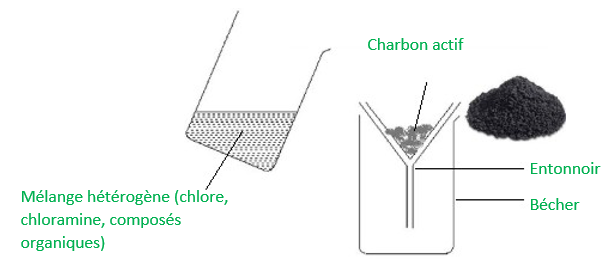 Charbon actif
Entonnoir
Bécher
Mélange hétérogène (chlore,
chloramine, composés
organiques)